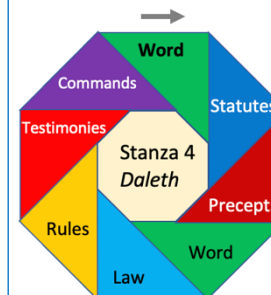 Word
Statutes
Precept
Word
Law
Rules
Testimonies
Commands
Stanza 4
Daleth